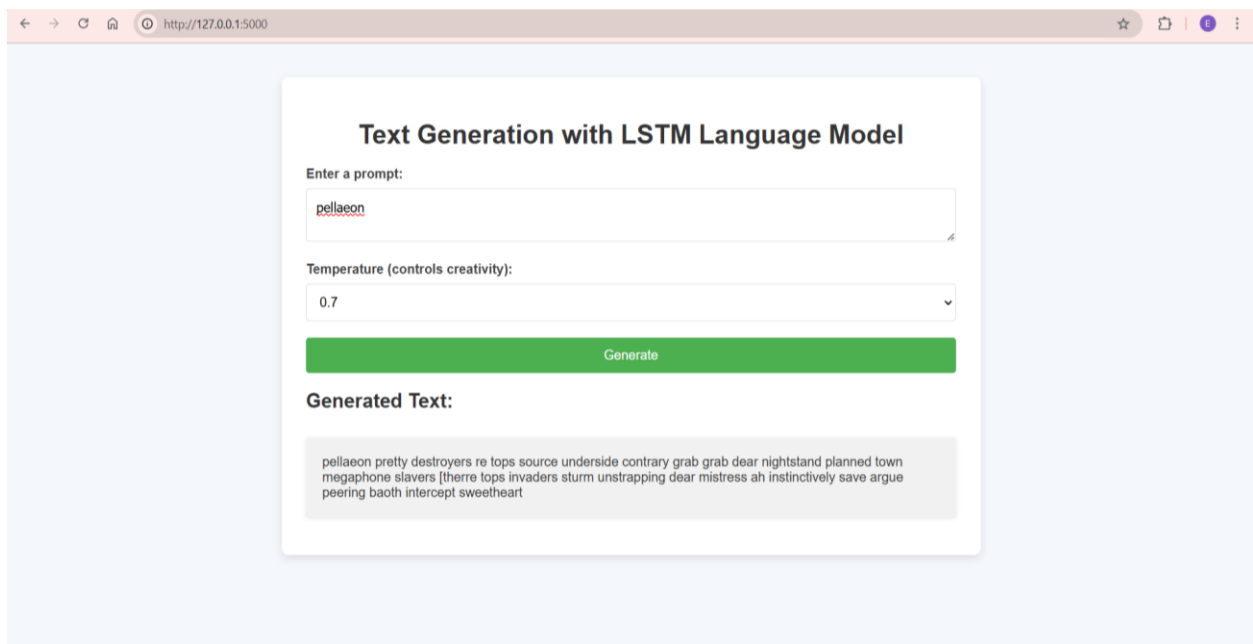 http://127.0.0.1:5000
E
Text Generation with LSTM Language Model
Enter a prompt:
pellaeon
Temperature (controls creativity):
0.7
Generate
Generated Text:
pellaeon pretty destroyers re tops source underside contrary grab grab dear nightstand planned town
megaphone slavers [therre tops invaders sturm unstrapping dear mistress ah instinctively save argue
peering baoth intercept sweetheart